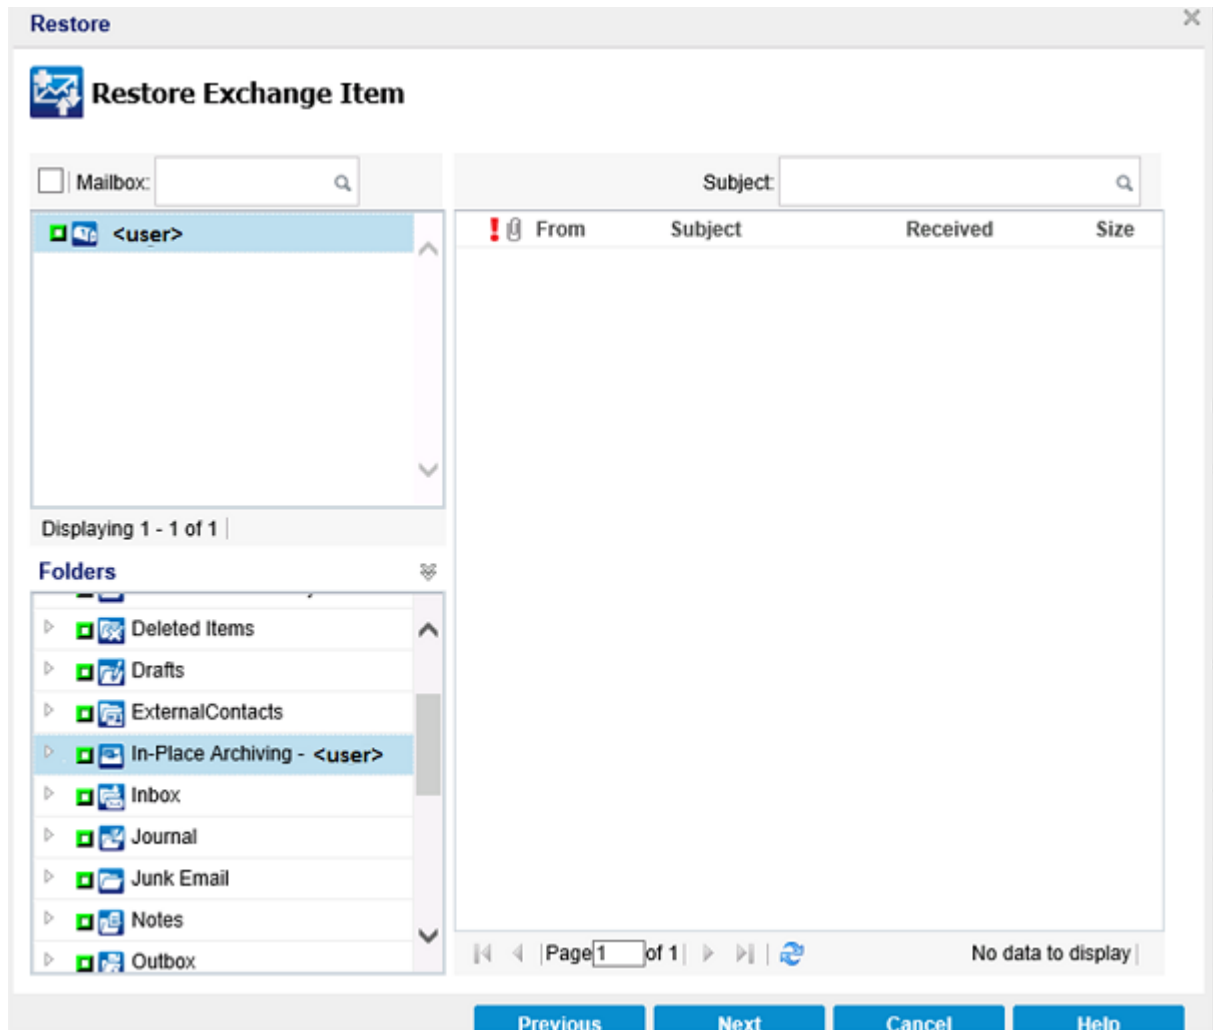 Restore
Restore Exchange Item
Mailbox:
Subject:
<user>
From Subject Received Size
Displaying 1 - 1 of 1
Folders
Deleted Items
Drafts
ExternalContacts
In-Place Archiving - <user>
Inbox
Journal
Junk Email
Notes
Outbox
Page 1 of 1
No data to display
Previous Next Cancel Help